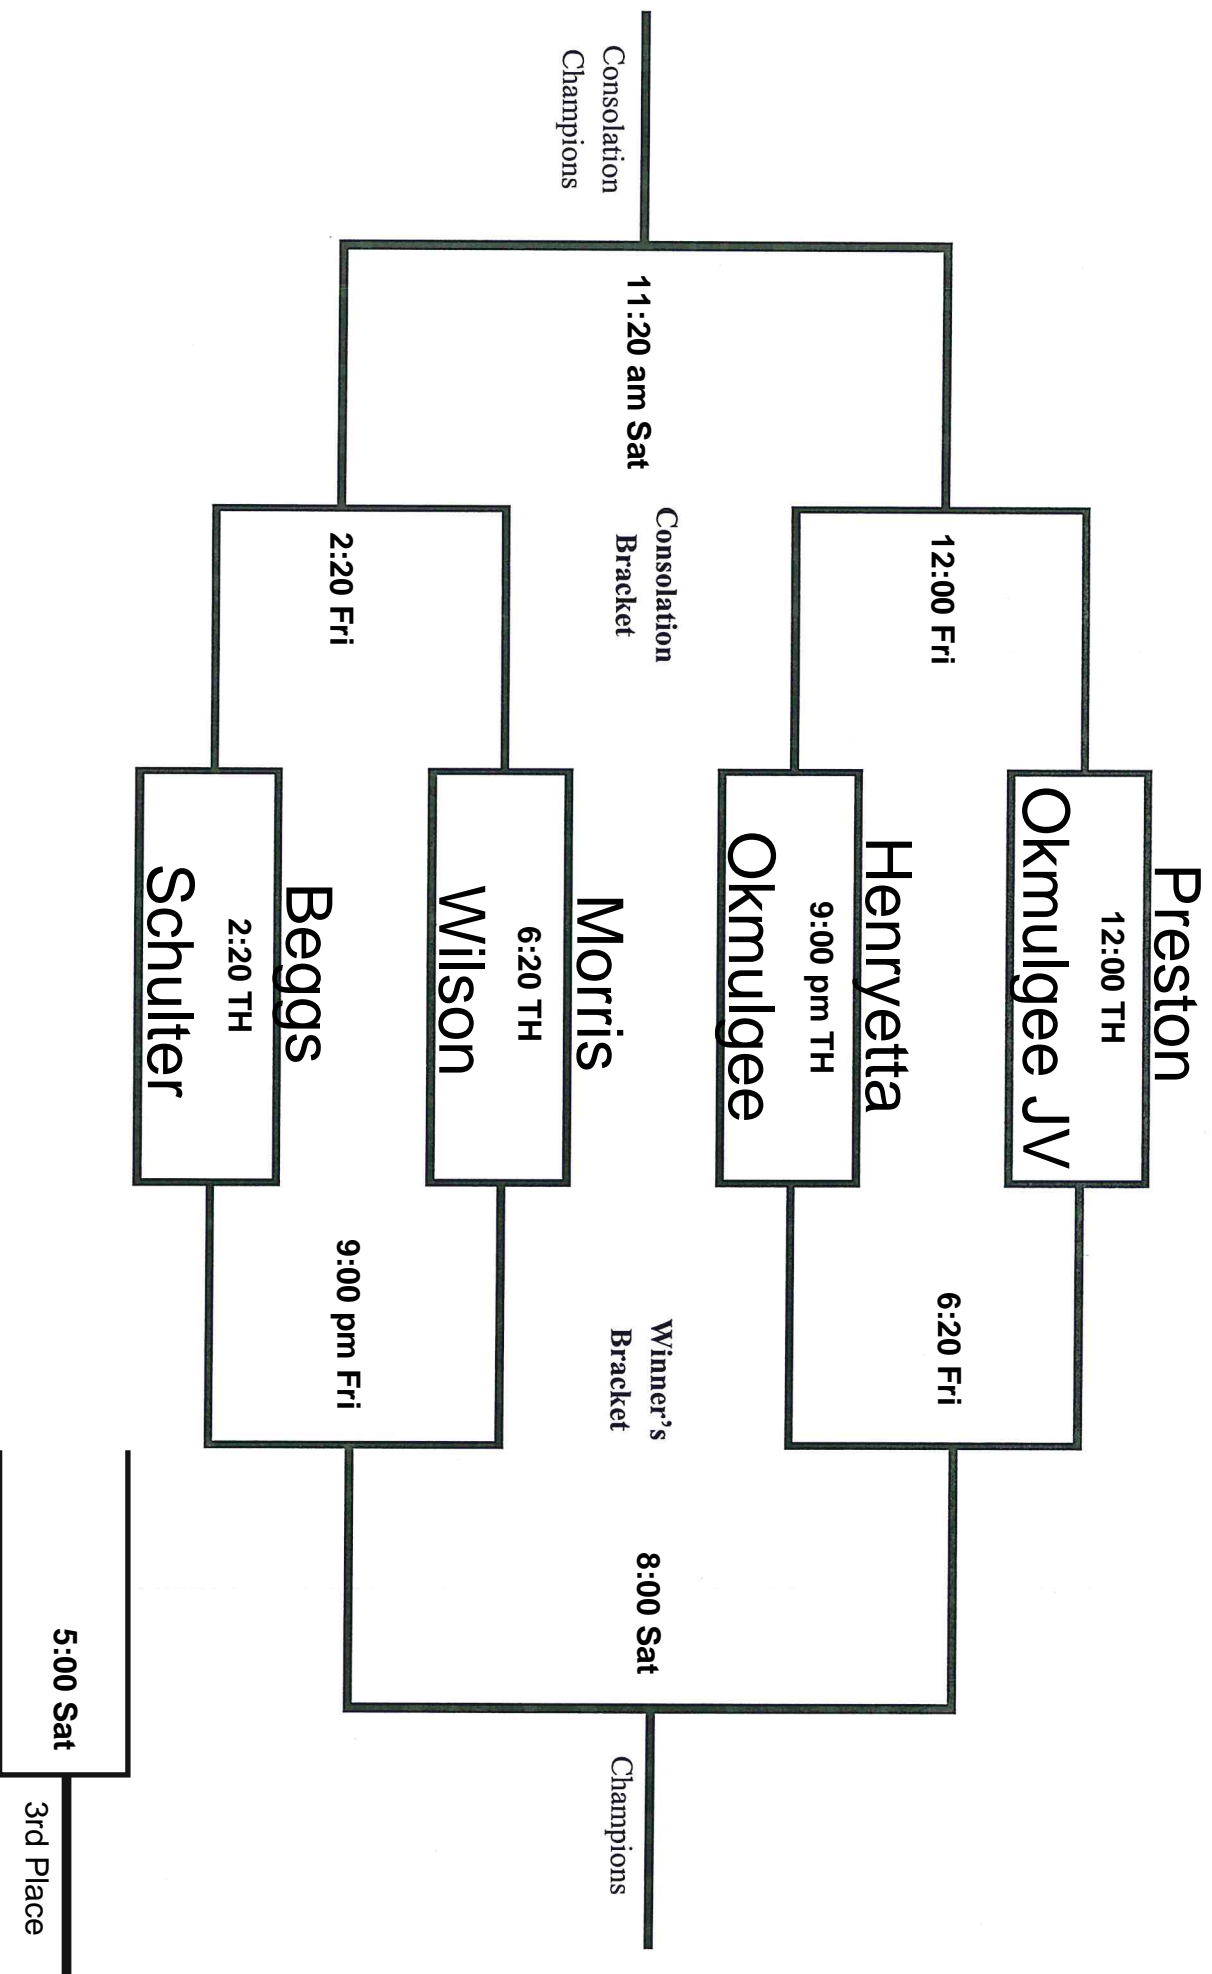 Preston
12:00 TH
Okmulgee JV
12:00 Fri
6:20 Fri
Henryetta
9:00 pm TH
Okmulgee
Consolation
Bracket
Winner's
Bracket
11:20 am Sat
8:00 Sat
Consolation
Champions
Champions
Morris
6:20 TH
Wilson
2:20 Fri
9:00 pm Fri
Beggs
2:20 TH
Schulter
5:00 Sat
3rd Place